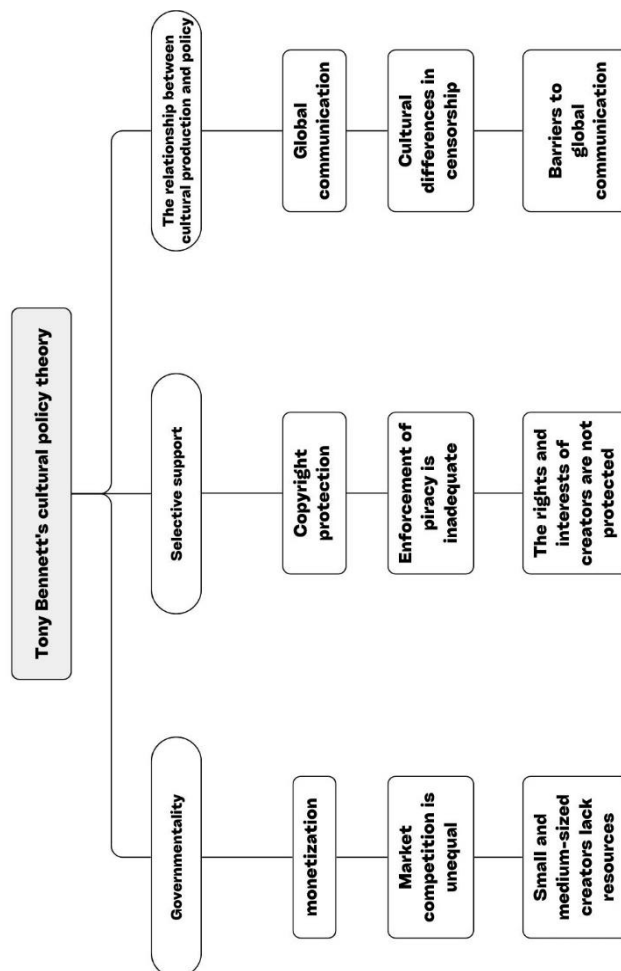 Tony Bennett's cultural policy theory
Governmentality
monetization
Market
competition is
unequal
Small and
medium-sized
creators lack
resources
Selective support
Copyright
protection
Enforcement of
piracy is
inadequate
The rights and
interests of
creators are not
protected
The relationship between
cultural production and policy
Global
communication
Cultural
differences in
censorship
Barriers to
global
communication